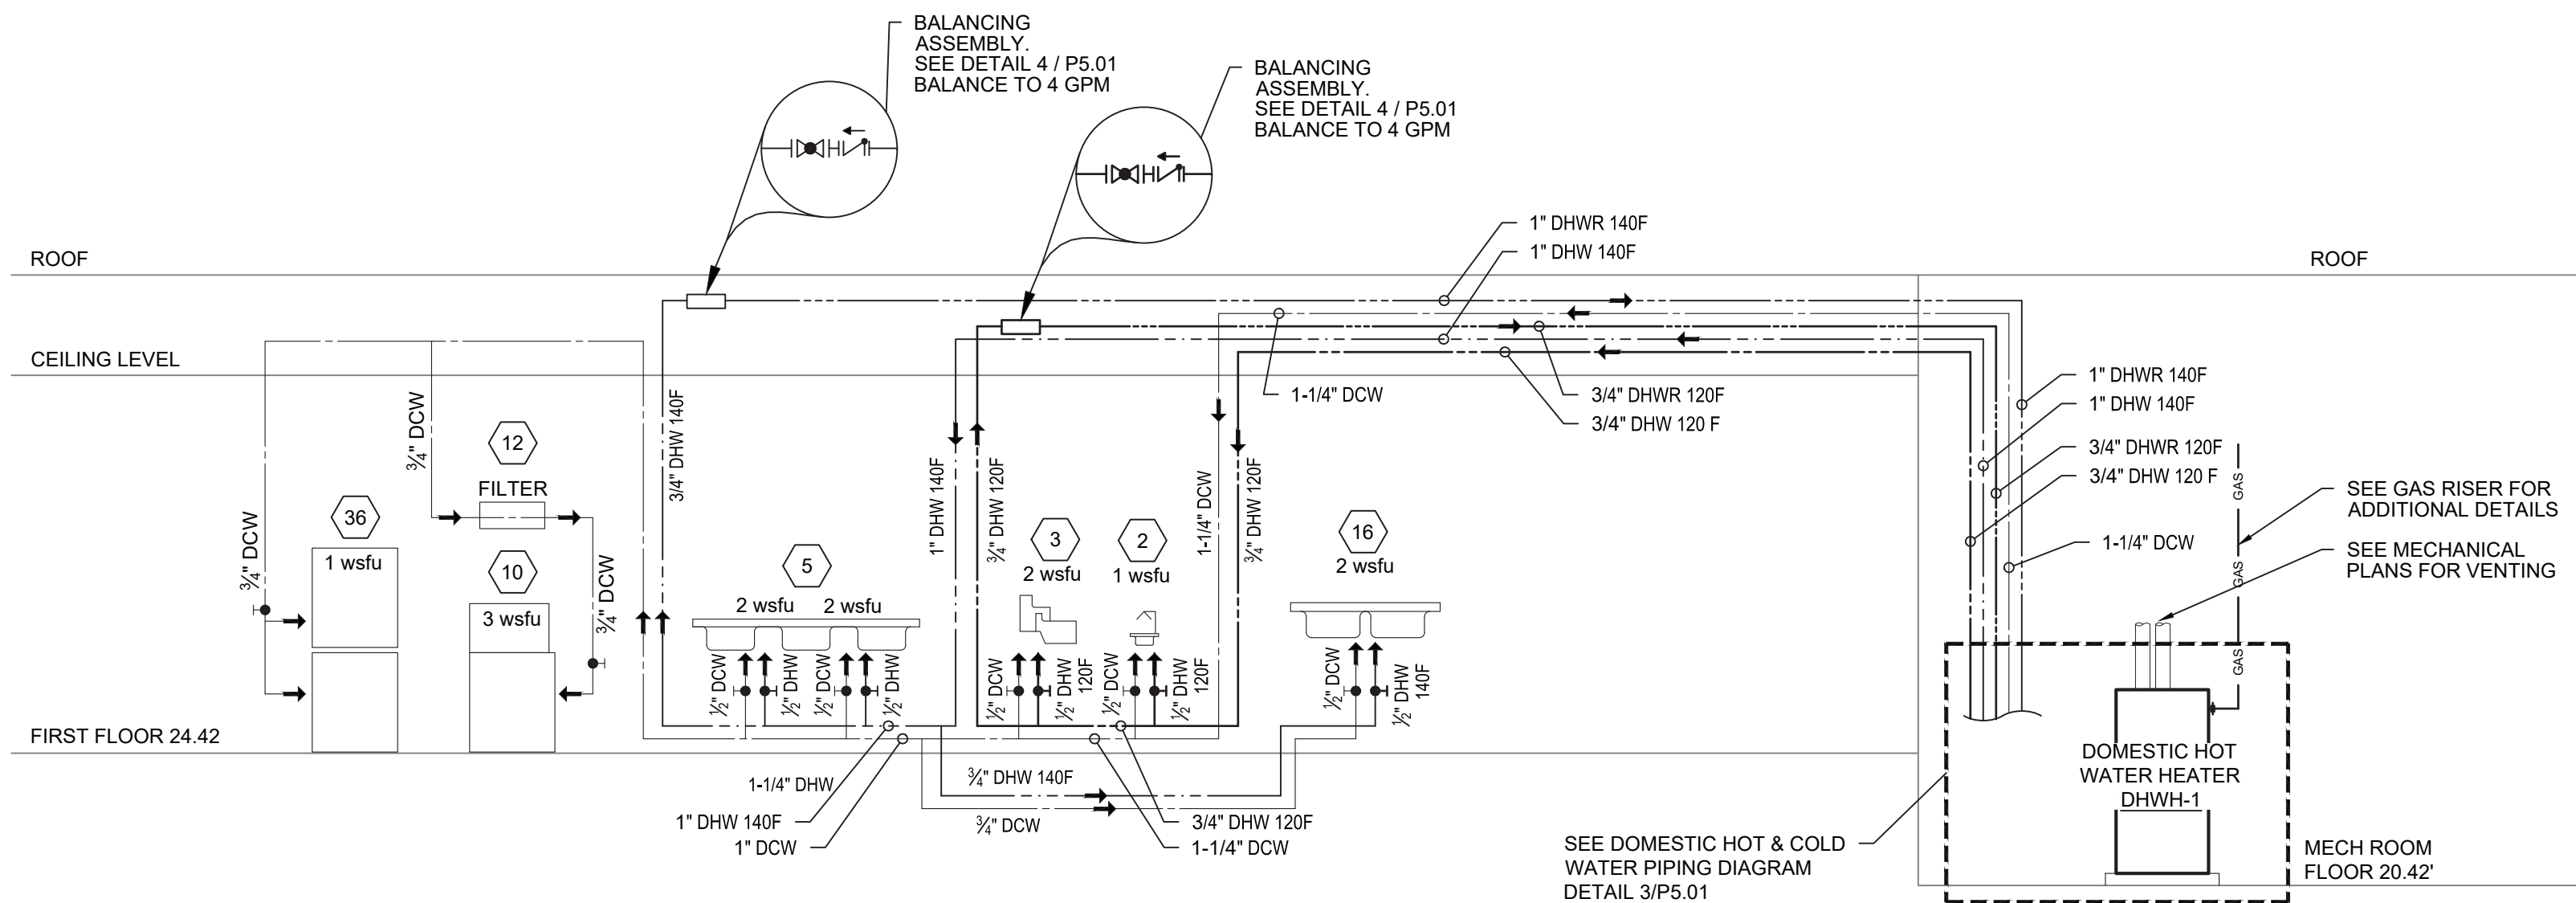 BALANCING
ASSEMBLY.
SEE DETAIL 4 / P5.01
BALANCE TO 4 GPM
BALANCING
ASSEMBLY.
SEE DETAIL 4 / P5.01
BALANCE TO 4 GPM
1" DHWR 140F
1" DHW 140F
ROOF
ROOF
CEILING LEVEL
1-1/4" DCW
3/4" DHWR 120F
3/4" DHW 120 F
1" DHWR 140F
1" DHW 140F
3/4" DHWR 120F
3/4" DHW 120 F
1-1/4" DCW
GAS
GAS
GAS
SEE GAS RISER FOR
ADDITIONAL DETAILS
SEE MECHANICAL
PLANS FOR VENTING
¾" DCW
3/4" DHW 140F
12
FILTER
¾" DCW
36
1 wsfu
10
3 wsfu
¾" DCW
5
2 wsfu 2 wsfu
1" DHW 140F
¾" DHW 120F
3
2 wsfu
2
1 wsfu
1-1/4" DCW
¾" DHW 120F
16
2 wsfu
½" DCW
½" DHW
½" DCW
½" DHW
½" DCW
½" DHW
120F
½" DCW
½" DHW
120F
½" DCW
½" DHW
140F
FIRST FLOOR 24.42
1-1/4" DHW
¾" DHW 140F
1" DHW 140F
1" DCW
¾" DCW
3/4" DHW 120F
1-1/4" DCW
DOMESTIC HOT
WATER HEATER
DHWH-1
SEE DOMESTIC HOT & COLD
WATER PIPING DIAGRAM
DETAIL 3/P5.01
MECH ROOM
FLOOR 20.42'